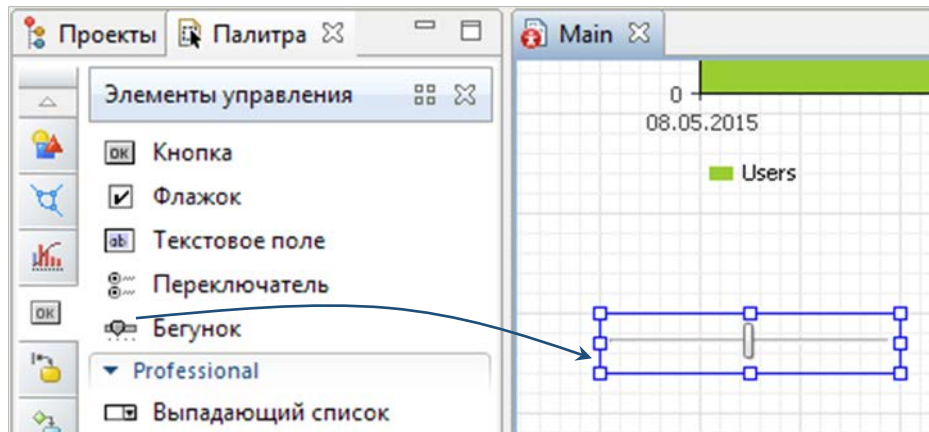 Проекты Палитра Main
Элементы управления
OK Кнопка
Флажок
ab Текстовое поле
Переключатель
OK
Бегунок
Professional
Выпадающий список
0
08.05.2015
Users